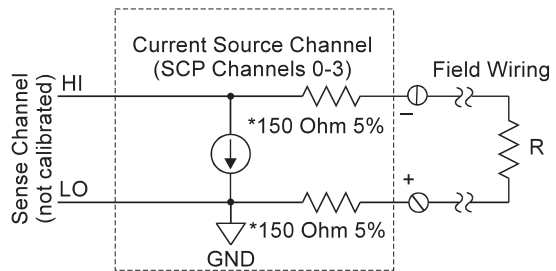 Current Source Channel
(SCP Channels 0-3)
Field Wiring
Sense Channel
(not calibrated)
HI
*150 Ohm 5%
–
R
+
LO
*150 Ohm 5%
GND